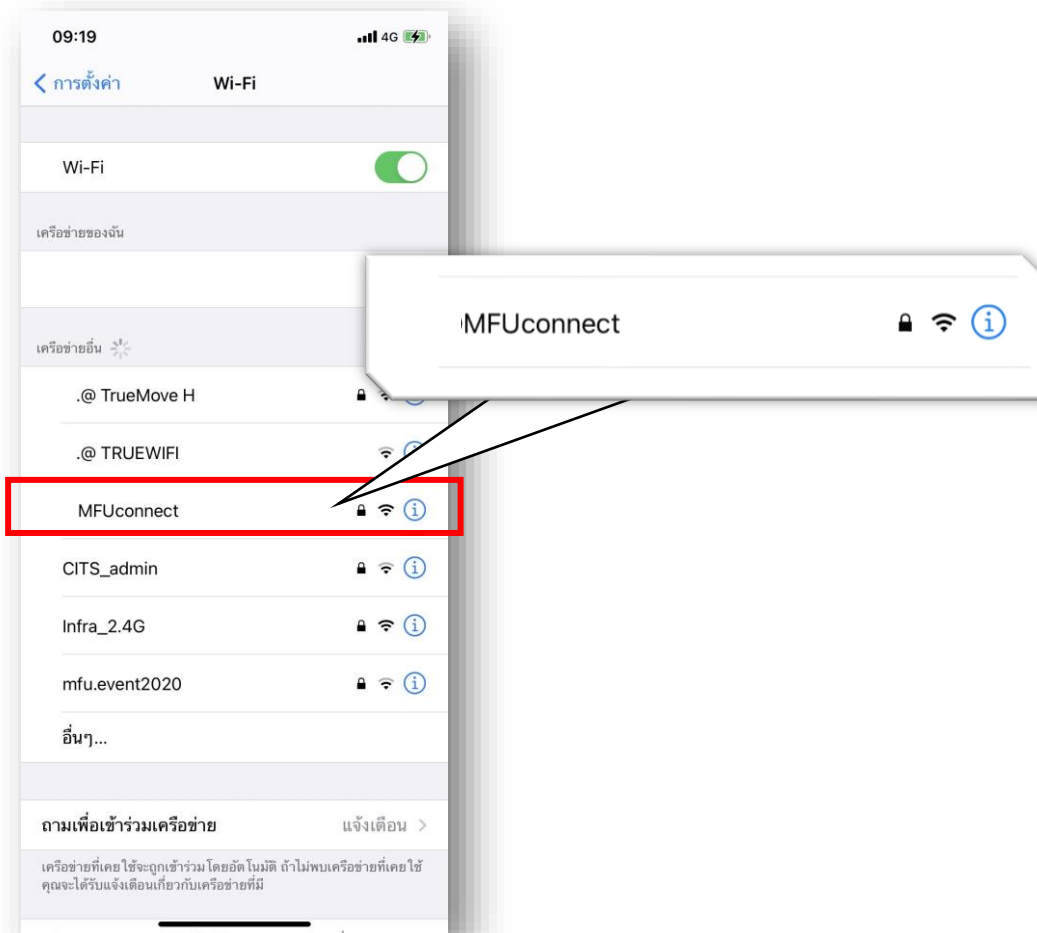 09:19
4G
การตั้งค่า
Wi-Fi
Wi-Fi
เครือข่ายของฉัน
MFUconnect
เครือข่ายอื่น
.@ TrueMove H
.@ TRUEWIFI
MFUconnect
CITS_admin
Infra_2.4G
mfu.event2020
อื่นๆ...
ถามเพื่อเข้าร่วมเครือข่าย แจ้งเตือน
เครือข่ายที่เคยใช้จะถูกเข้าร่วมโดยอัตโนมัติ ถ้าไม่พบเครือข่ายที่เคยใช้
คุณจะได้รับแจ้งเตือนเกี่ยวกับเครือข่ายที่มี